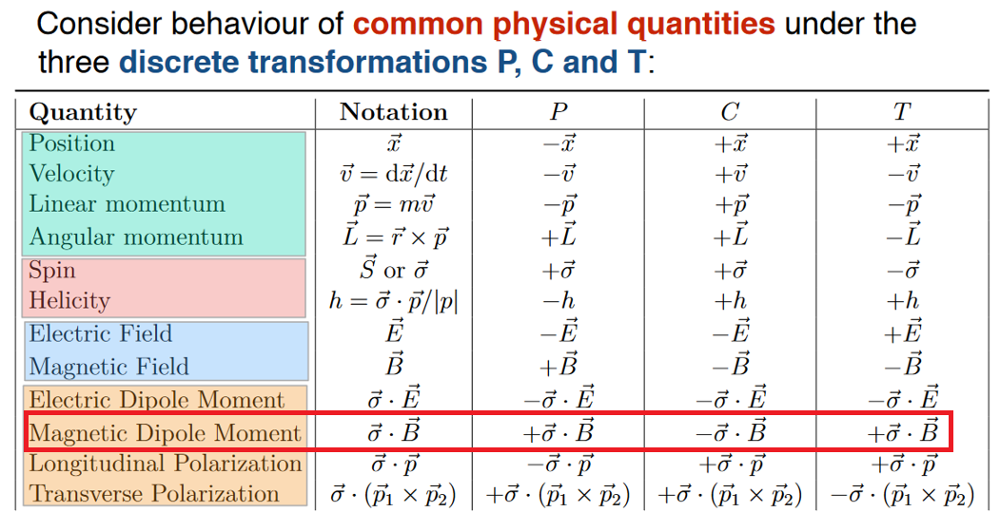 Consider behaviour of common physical quantities under the
three discrete transformations P, C and T:
Quantity Notation P C T
Position $\vec{x}$ $-\vec{x}$ $+\vec{x}$ $+\vec{x}$
Velocity $\vec{v} = \mathrm{d}\vec{x}/\mathrm{d}t$ $-\vec{v}$ $+\vec{v}$ $-\vec{v}$
Linear momentum $\vec{p} = m\vec{v}$ $-\vec{p}$ $+\vec{p}$ $-\vec{p}$
Angular momentum $\vec{L} = \vec{r} \times \vec{p}$ $+\vec{L}$ $+\vec{L}$ $-\vec{L}$
Spin $\vec{S}$ or $\vec{\sigma}$ $+\vec{\sigma}$ $+\vec{\sigma}$ $-\vec{\sigma}$
Helicity $h = \vec{\sigma} \cdot \vec{p}/|p|$ $-h$ $+h$ $+h$
Electric Field $\vec{E}$ $-\vec{E}$ $-\vec{E}$ $+\vec{E}$
Magnetic Field $\vec{B}$ $+\vec{B}$ $-\vec{B}$ $-\vec{B}$
Electric Dipole Moment $\vec{\sigma} \cdot \vec{E}$ $-\vec{\sigma} \cdot \vec{E}$ $-\vec{\sigma} \cdot \vec{E}$ $-\vec{\sigma} \cdot \vec{E}$
Magnetic Dipole Moment $\vec{\sigma} \cdot \vec{B}$ $+\vec{\sigma} \cdot \vec{B}$ $-\vec{\sigma} \cdot \vec{B}$ $+\vec{\sigma} \cdot \vec{B}$
Longitudinal Polarization $\vec{\sigma} \cdot \vec{p}$ $-\vec{\sigma} \cdot \vec{p}$ $+\vec{\sigma} \cdot \vec{p}$ $+\vec{\sigma} \cdot \vec{p}$
Transverse Polarization $\vec{\sigma} \cdot (\vec{p}_1 \times \vec{p}_2)$ $+\vec{\sigma} \cdot (\vec{p}_1 \times \vec{p}_2)$ $+\vec{\sigma} \cdot (\vec{p}_1 \times \vec{p}_2)$ $-\vec{\sigma} \cdot (\vec{p}_1 \times \vec{p}_2)$